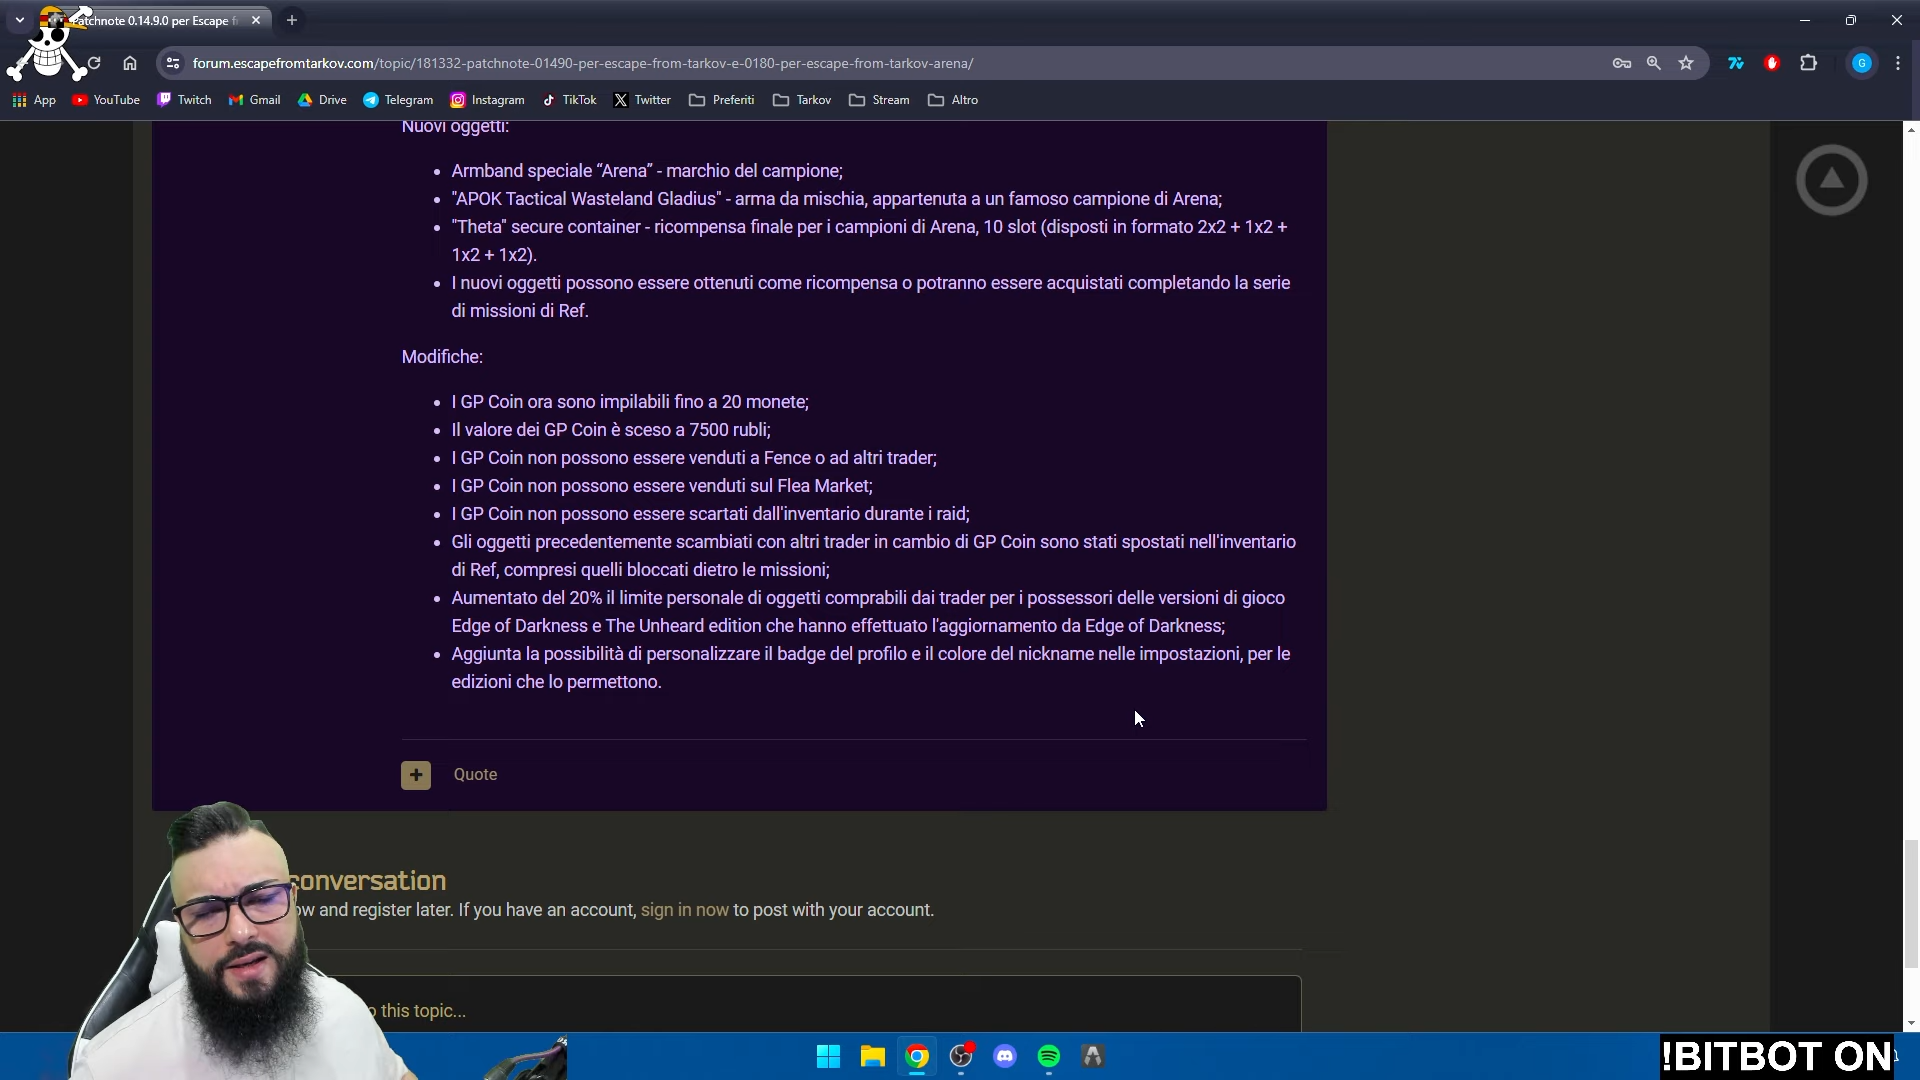 Patchnote 0.14.9.0 per Escape f
forum.escapefromtarkov.com/topic/181332-patchnote-01490-per-escape-from-tarkov-e-0180-per-escape-from-tarkov-arena/
G
App YouTube Twitch Gmail Drive Telegram Instagram TikTok Twitter Preferiti Tarkov Stream Altro
Nuovi oggetti:
• Armband speciale “Arena” - marchio del campione;
• "APOK Tactical Wasteland Gladius" - arma da mischia, appartenuta a un famoso campione di Arena;
• "Theta" secure container - ricompensa finale per i campioni di Arena, 10 slot (disposti in formato 2x2 + 1x2 +
1x2 + 1x2).
• I nuovi oggetti possono essere ottenuti come ricompensa o potranno essere acquistati completando la serie
di missioni di Ref.
Modifiche:
• I GP Coin ora sono impilabili fino a 20 monete;
• Il valore dei GP Coin è sceso a 7500 rubli;
• I GP Coin non possono essere venduti a Fence o ad altri trader;
• I GP Coin non possono essere venduti sul Flea Market;
• I GP Coin non possono essere scartati dall'inventario durante i raid;
• Gli oggetti precedentemente scambiati con altri trader in cambio di GP Coin sono stati spostati nell'inventario
di Ref, compresi quelli bloccati dietro le missioni;
• Aumentato del 20% il limite personale di oggetti comprabili dai trader per i possessori delle versioni di gioco
Edge of Darkness e The Unheard edition che hanno effettuato l’aggiornamento da Edge of Darkness;
• Aggiunta la possibilità di personalizzare il badge del profilo e il colore del nickname nelle impostazioni, per le
edizioni che lo permettono.
+ Quote
conversation
and register later. If you have an account, sign in now to post with your account.
this topic...
!BITBOT ON